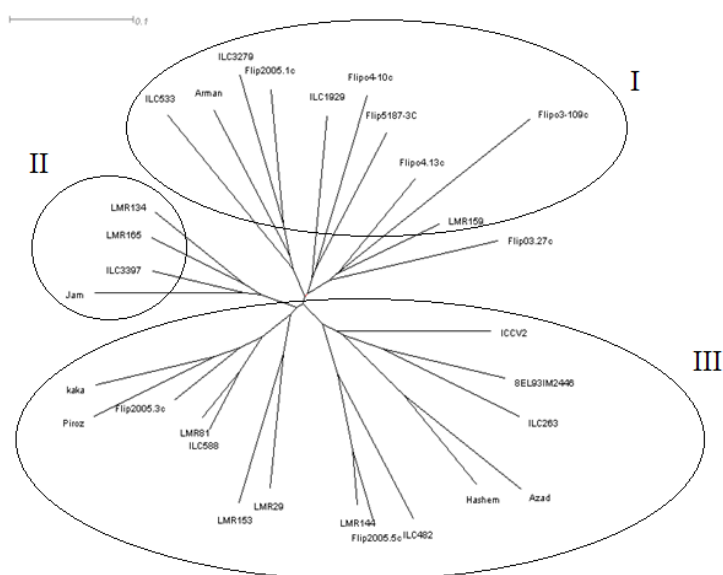 0.1
I
ILC3279
Flip2005.1c
Arman
ILC533
Flipo4-10c
ILC1929
Flip5187-3C
Flipo3-109c
Flipo4.13c
II
LMR134
LMR165
ILC3397
Jam
LMR159
Flip03.27c
III
ICCV2
8EL93IM2446
ILC263
kaka
Piroz
Flip2005.3c
LMR81
ILC588
Hashem
Azad
LMR153
LMR29
LMR144
Flip2005.5c
ILC482